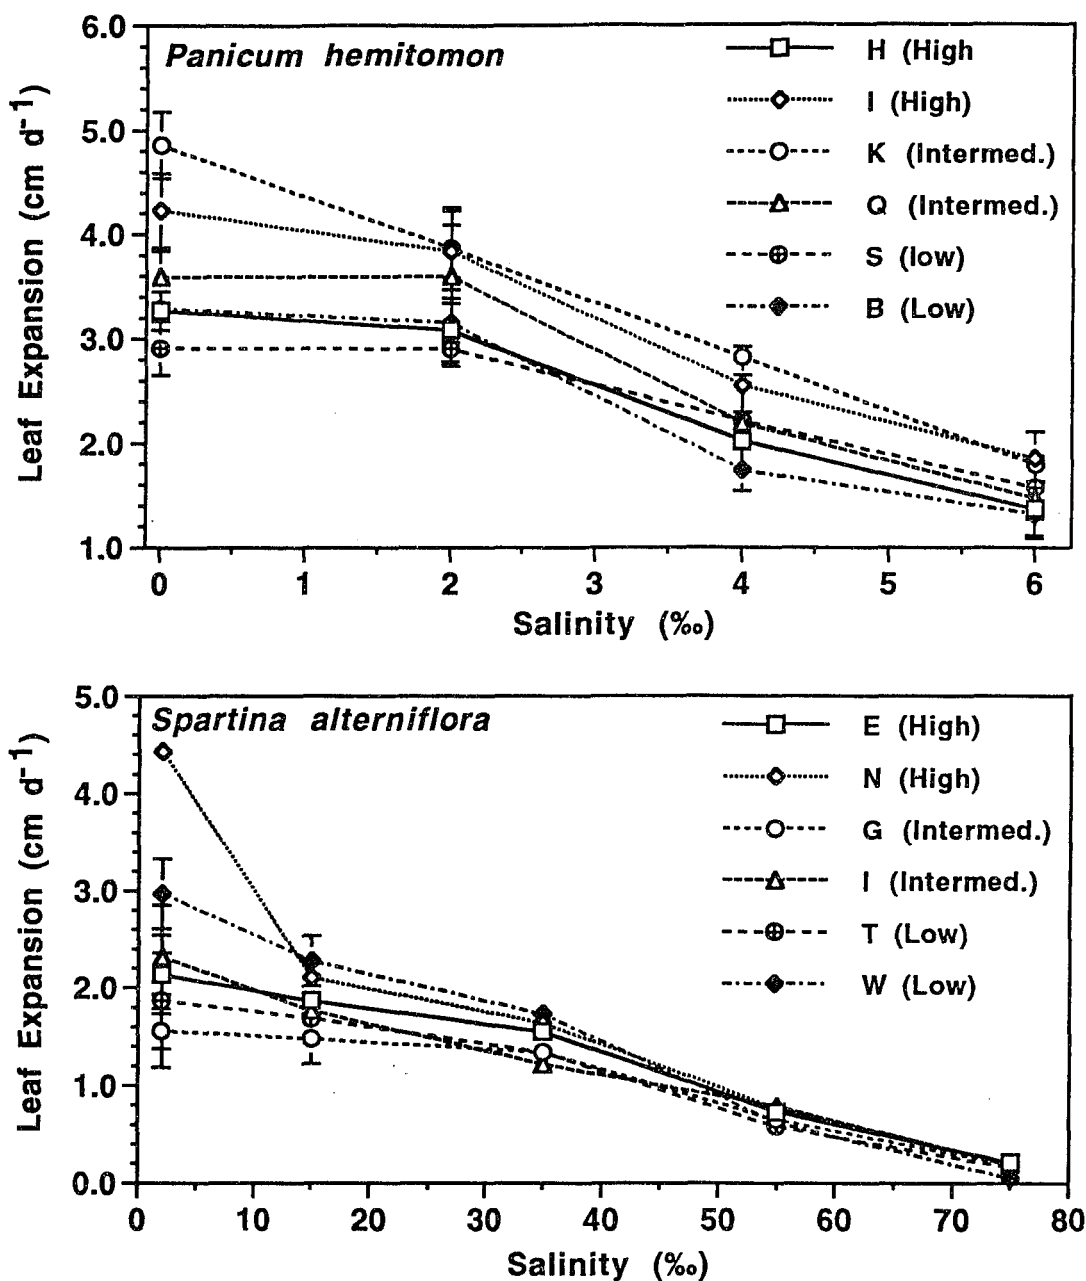 Panicum hemitomon
H (High
I (High)
K (Intermed.)
Q (Intermed.)
S (low)
B (Low)
Leaf Expansion (cm d⁻¹)
6.0
5.0
4.0
3.0
2.0
1.0
0 1 2 3 4 5 6
Salinity (‰)
Spartina alterniflora
E (High)
N (High)
G (Intermed.)
I (Intermed.)
T (Low)
W (Low)
Leaf Expansion (cm d⁻¹)
5.0
4.0
3.0
2.0
1.0
0.0
0 10 20 30 40 50 60 70 80
Salinity (‰)